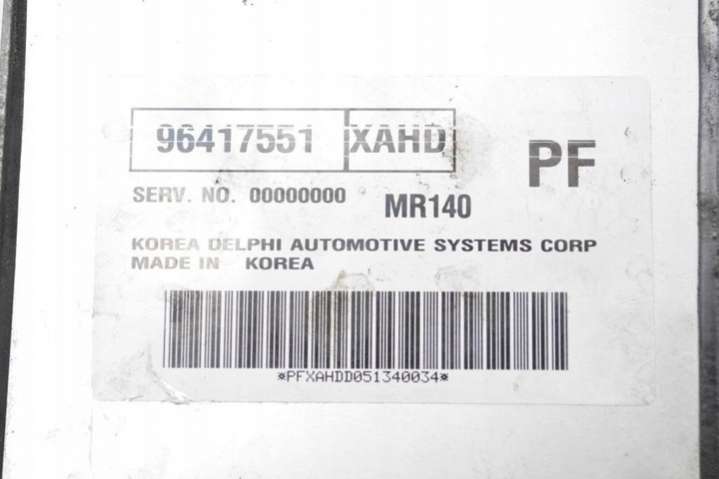 96417551 XAHD
PF
SERV. NO. 00000000 MR140
KOREA DELPHI AUTOMOTIVE SYSTEMS CORP
MADE IN KOREA
*PFXAHDD051340034*